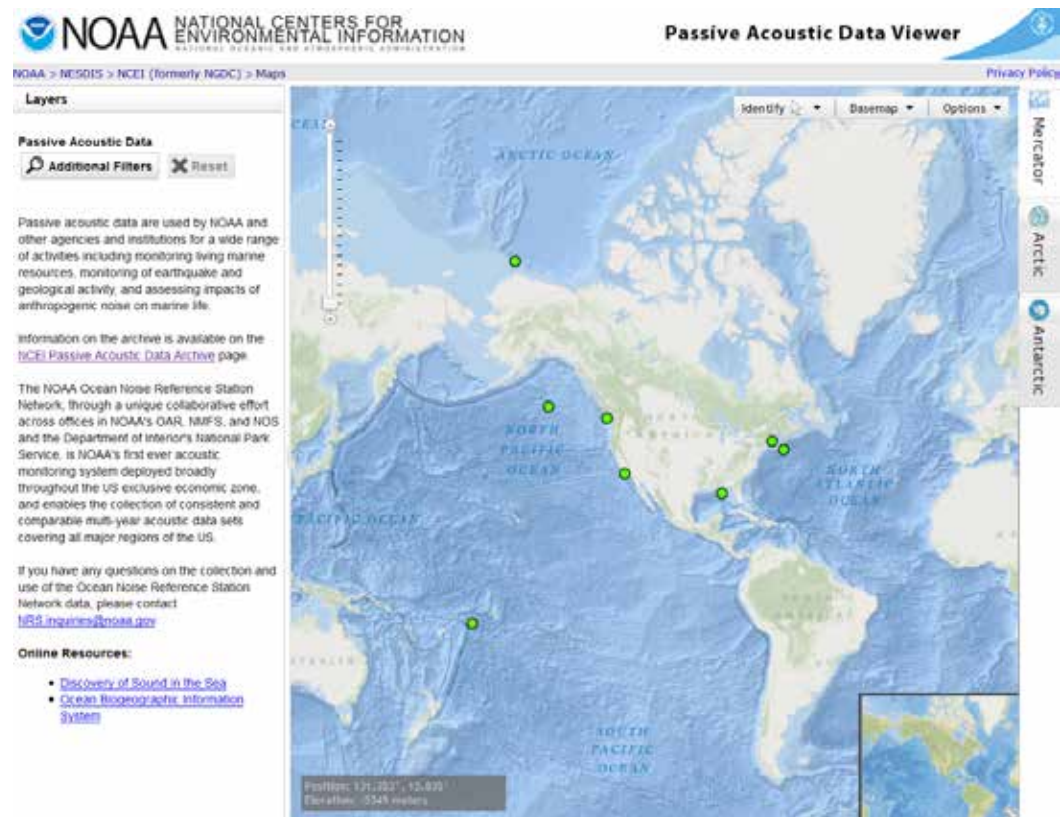 NOAA NATIONAL CENTERS FOR
ENVIRONMENTAL INFORMATION
NATIONAL OCEANIC AND ATMOSPHERIC ADMINISTRATION
Passive Acoustic Data Viewer
NOAA > NESDIS > NCEI (formerly NGDC) > Maps
Privacy Policy
Layers
Identify
Basemap
Options
Mercator
Arctic
Antarctic
Passive Acoustic Data
Additional Filters
Reset
Passive acoustic data are used by NOAA and
other agencies and institutions for a wide range
of activities including monitoring living marine
resources, monitoring of earthquake and
geological activity, and assessing impacts of
anthropogenic noise on marine life.
Information on the archive is available on the
NCEI Passive Acoustic Data Archive page.
The NOAA Ocean Noise Reference Station
Network, through a unique collaborative effort
across offices in NOAA's OAR, NMFS, and NOS
and the Department of Interior's National Park
Service, is NOAA's first ever acoustic
monitoring system deployed broadly
throughout the US exclusive economic zone,
and enables the collection of consistent and
comparable multi-year acoustic data sets
covering all major regions of the US.
If you have any questions on the collection and
use of the Ocean Noise Reference Station
Network data, please contact
NRS.inquiries@noaa.gov
Online Resources:
Discovery of Sound in the Sea
Ocean Biogeographic Information
System
ARCTIC OCEAN
NORTH
PACIFIC
OCEAN
NORTH
ATLANTIC
OCEAN
PACIFIC OCEAN
SOUTH
PACIFIC
OCEAN
Position:
Elevation: meters